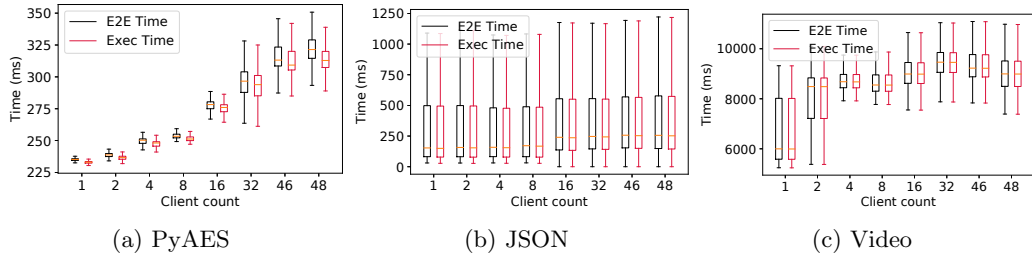 E2E Time
Exec Time
Time (ms)
350
325
300
275
250
225
1 2 4 8 16 32 46 48
Client count
(a) PyAES
E2E Time
Exec Time
Time (ms)
1250
1000
750
500
250
0
1 2 4 8 16 32 46 48
Client count
(b) JSON
E2E Time
Exec Time
Time (ms)
10000
8000
6000
1 2 4 8 16 32 46 48
Client count
(c) Video